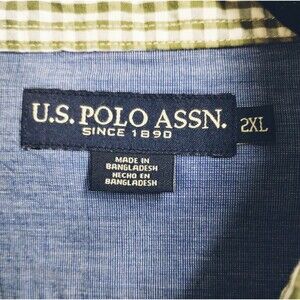 U.S. POLO ASSN.
SINCE 1890
2XL
MADE IN
BANGLADESH
HECHO EN
BANGLADESH